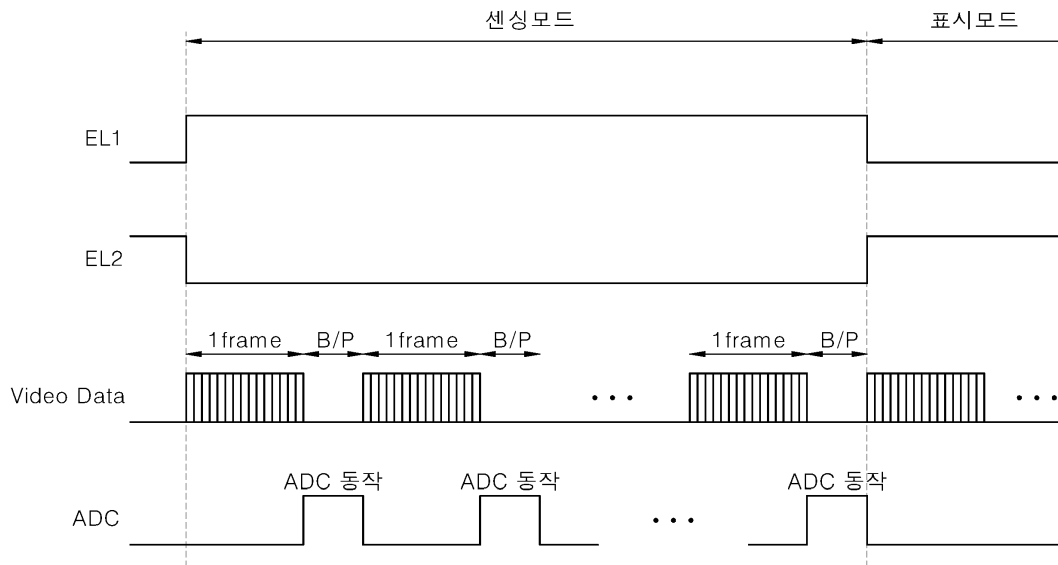 센싱모드 표시모드
EL1
EL2
1frame B/P 1frame B/P 1frame B/P
Video Data
ADC 동작 ADC 동작 ADC 동작
ADC